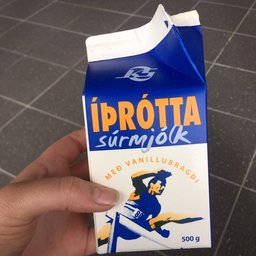 ÍÞRÓTTA
súrmjólk
MEÐ VANILLUBRAGÐI
500 g